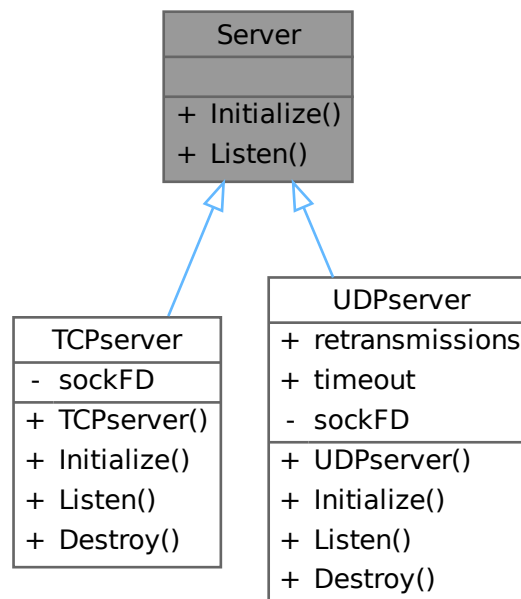 Server
+ Initialize()
+ Listen()
TCPserver
- sockFD
+ TCPserver()
+ Initialize()
+ Listen()
+ Destroy()
UDPserver
+ retransmissions
+ timeout
- sockFD
+ UDPserver()
+ Initialize()
+ Listen()
+ Destroy()